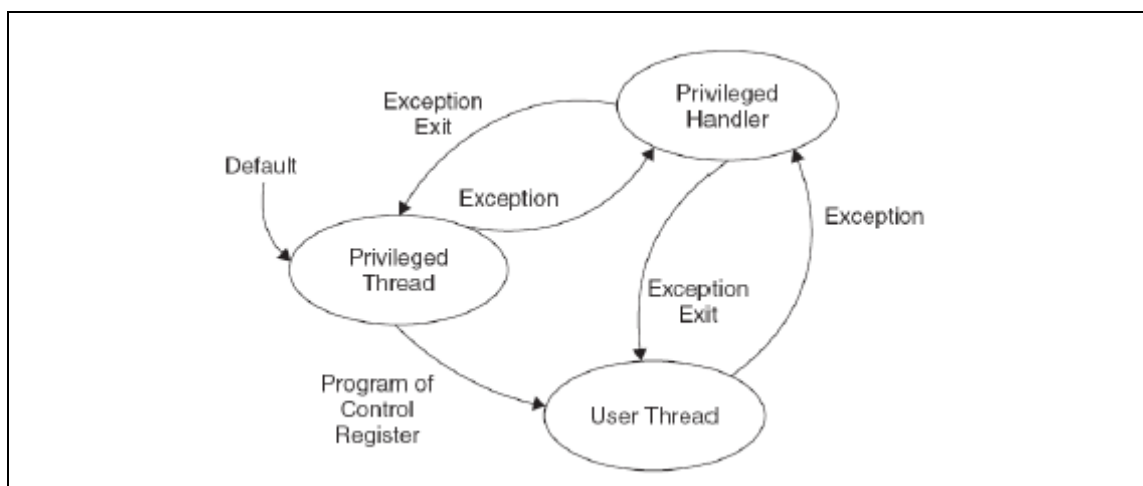 Privileged
Handler
Exception
Exit
Default
Exception
Exception
Privileged
Thread
Exception
Exit
Program of
Control
Register
User Thread